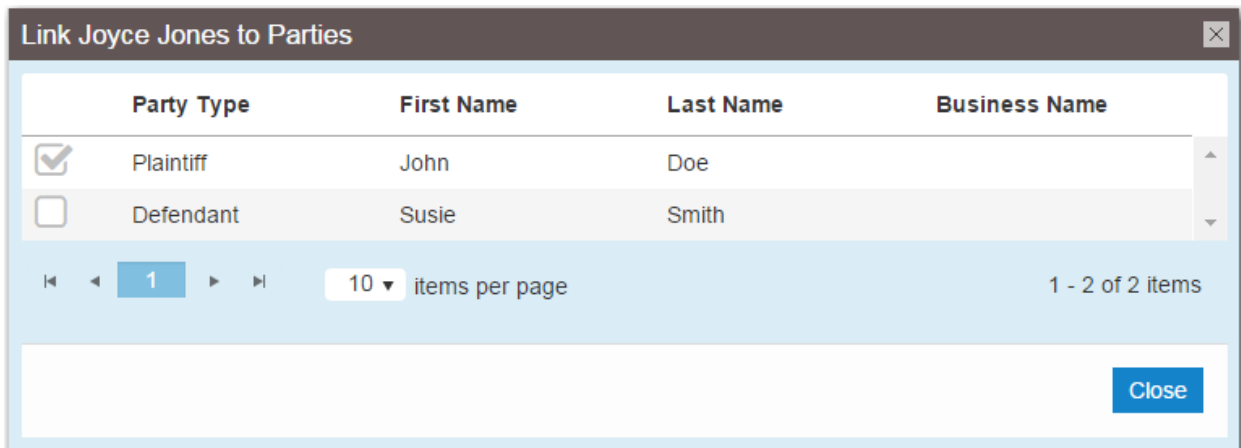 Link Joyce Jones to Parties
Party Type First Name Last Name Business Name
Plaintiff John Doe
Defendant Susie Smith
1 10 items per page 1 - 2 of 2 items
Close